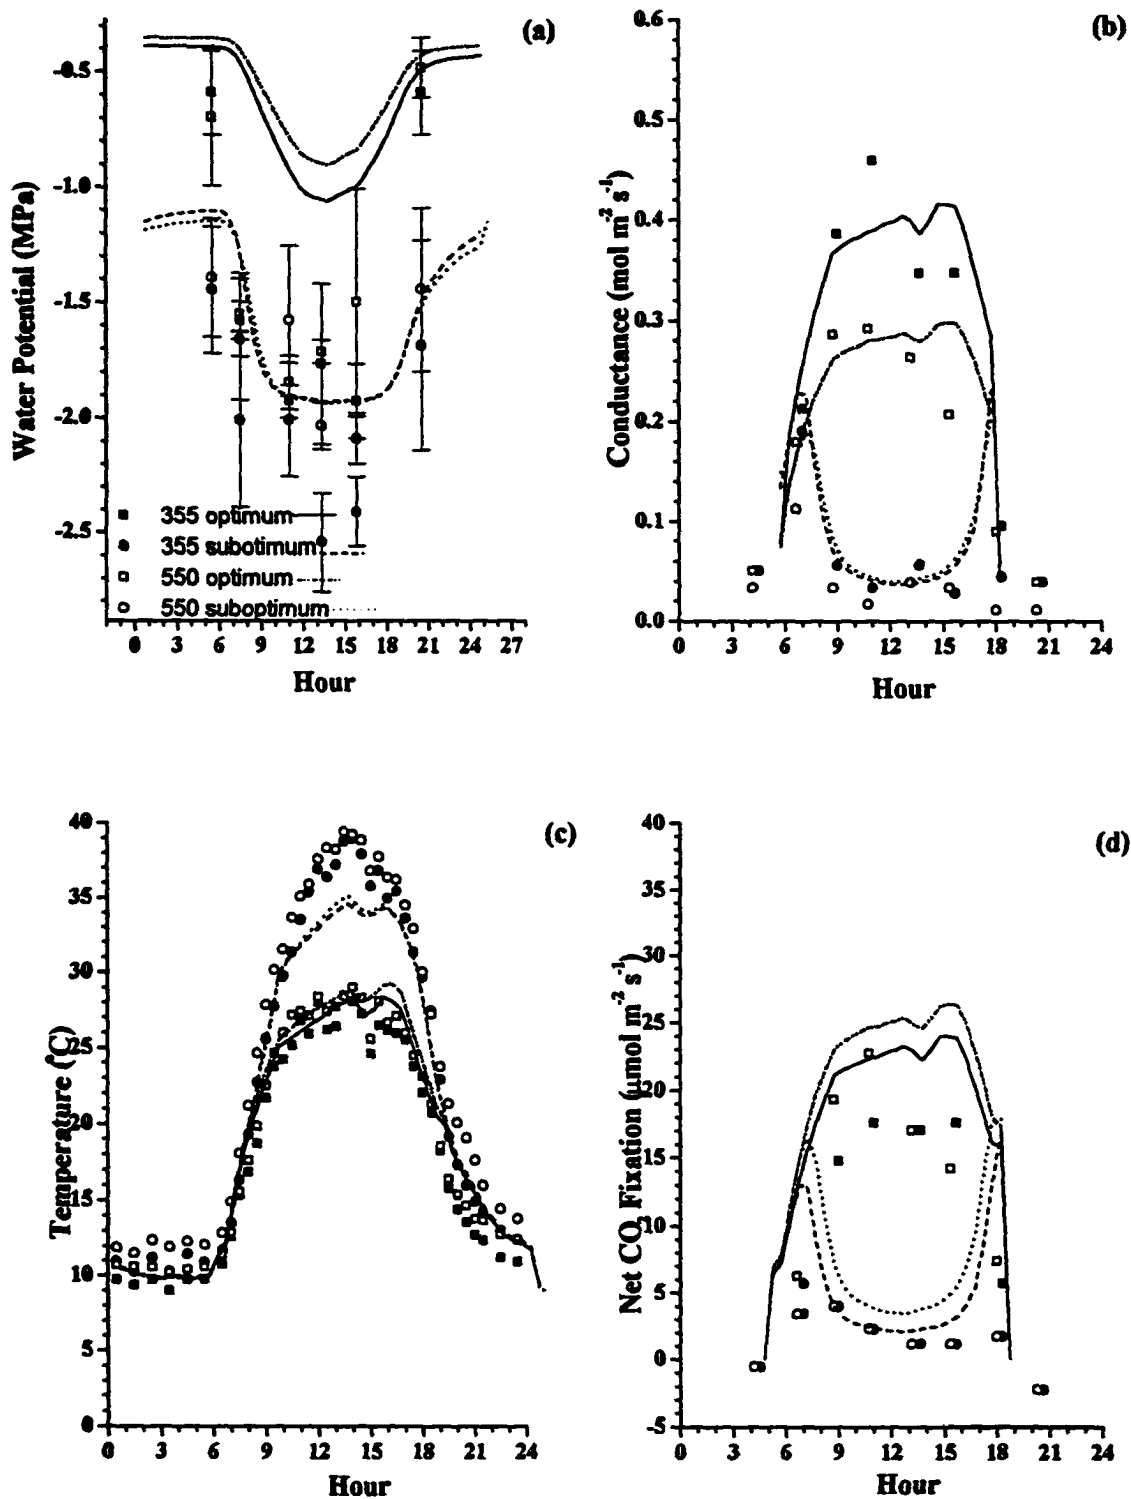 (a)
Water Potential (MPa)
-0.5
-1.0
-1.5
-2.0
-2.5
355 optimum
355 subotimum
550 optimum
550 suboptimum
0 3 6 9 12 15 18 21 24 27
Hour
(b)
Conductance (mol m-2 s-1)
0.6
0.5
0.4
0.3
0.2
0.1
0.0
0 3 6 9 12 15 18 21 24
Hour
(c)
Temperature (°C)
40
35
30
25
20
15
10
5
0
0 3 6 9 12 15 18 21 24
Hour
(d)
Net CO2 Fixation (µmol m-2 s-1)
40
35
30
25
20
15
10
5
0
-5
0 3 6 9 12 15 18 21 24
Hour